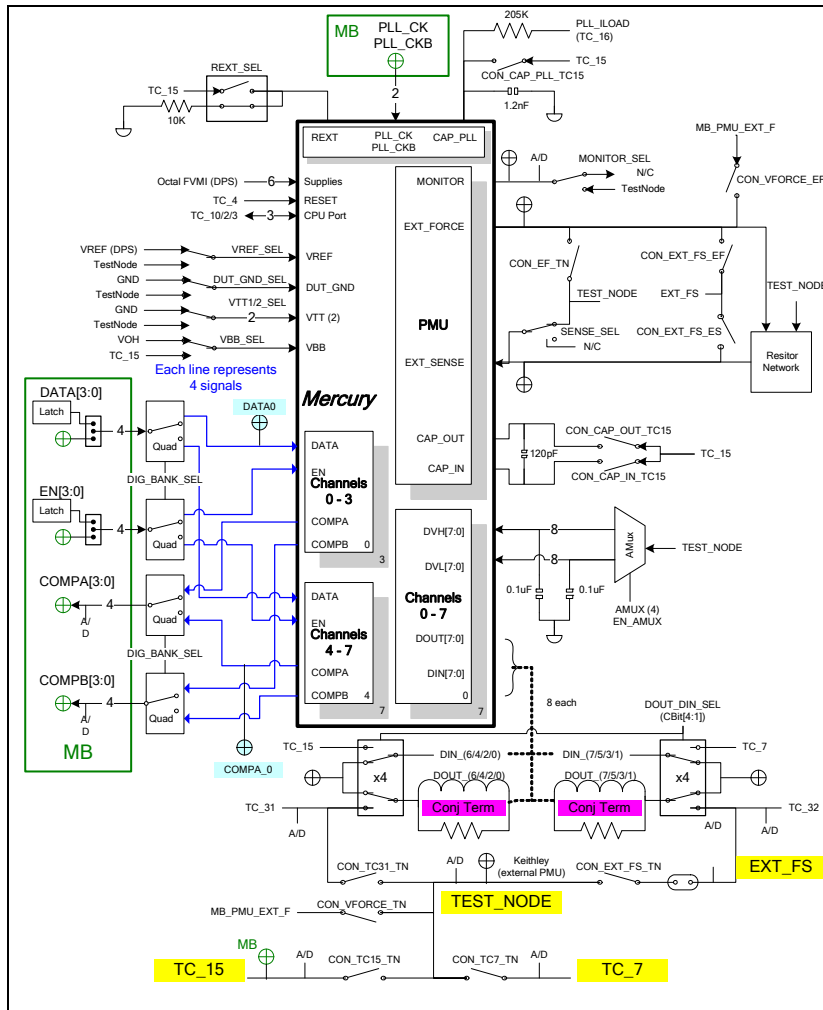 MB
PLL_CK
PLL_CKB
205K
PLL_ILOAD
(TC_16)
TC_15
CON_CAP_PLL_TC15
1.2nF
REXT_SEL
TC_15
10K
2
REXT
PLL_CK
PLL_CKB
CAP_PLL
MB_PMU_EXT_F
Octal FVMI (DPS)
6
Supplies
TC_4
RESET
TC_10/2/3
3
CPU Port
MONITOR
A/D
MONITOR_SEL
N/C
TestNode
CON_VFORCE_EF
VREF (DPS)
VREF_SEL
VREF
TestNode
GND
DUT_GND_SEL
DUT_GND
TestNode
GND
VTT1/2_SEL
2
VTT (2)
TestNode
VOH
VBB_SEL
VBB
TC_15
EXT_FORCE
PMU
EXT_SENSE
CON_EF_TN
CON_EXT_FS_EF
TEST_NODE
EXT_FS
TEST_NODE
SENSE_SEL
N/C
CON_EXT_FS_ES
Resitor
Network
Each line represents
4 signals
Mercury
DATA[3:0]
Latch
4
Quad
DIG_BANK_SEL
DATA0
DATA
EN
Channels
0 - 3
COMPA
COMPB
0
3
CAP_OUT
CAP_IN
120pF
CON_CAP_OUT_TC15
CON_CAP_IN_TC15
TC_15
EN[3:0]
Latch
4
Quad
COMPA[3:0]
4
A/
D
Quad
DIG_BANK_SEL
COMPB[3:0]
4
A/
D
Quad
MB
DATA
EN
Channels
4 - 7
COMPA
COMPB
4
7
COMPA_0
DVH[7:0]
8
DVL[7:0]
8
Channels
0 - 7
DOUT[7:0]
DIN[7:0]
0
7
AMux
TEST_NODE
0.1uF
0.1uF
AMUX (4)
EN_AMUX
8 each
DOUT_DIN_SEL
(CBit[4:1])
TC_15
x4
DIN_(6/4/2/0)
DOUT_(6/4/2/0)
Conj Term
DIN_(7/5/3/1)
DOUT_(7/5/3/1)
Conj Term
x4
TC_7
TC_31
A/D
TC_32
A/D
CON_TC31_TN
A/D
Keithley
(external PMU)
CON_EXT_FS_TN
A/D
EXT_FS
TEST_NODE
MB_PMU_EXT_F
CON_VFORCE_TN
MB
TC_15
A/D
CON_TC15_TN
CON_TC7_TN
A/D
TC_7